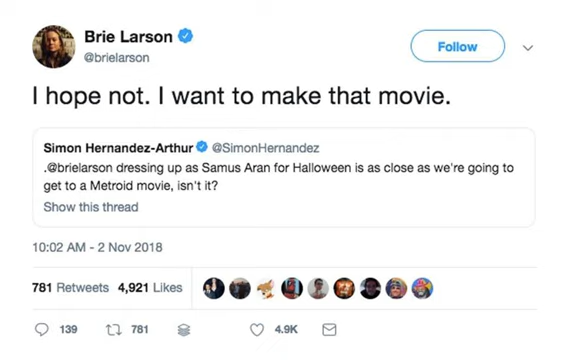 Brie Larson
@brielarson
Follow
I hope not. I want to make that movie.
Simon Hernandez-Arthur @SimonHernandez
.@brielarson dressing up as Samus Aran for Halloween is as close as we're going to
get to a Metroid movie, isn't it?
Show this thread
10:02 AM - 2 Nov 2018
781 Retweets 4,921 Likes
139 781 4.9K